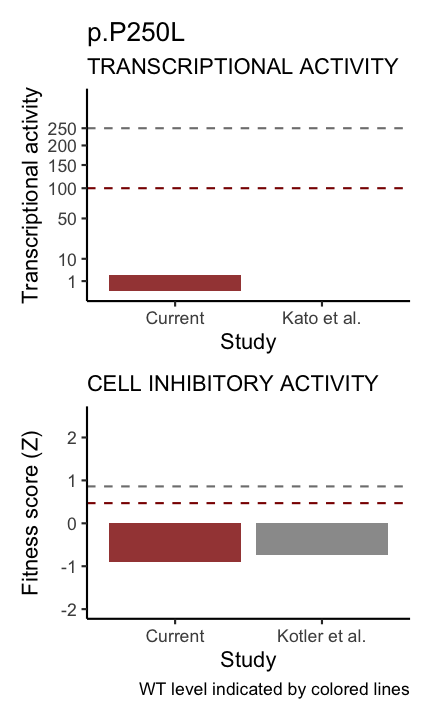 p.P250L
TRANSCRIPTIONAL ACTIVITY
Transcriptional activity
250
200
150
100
50
10
1
Current
Kato et al.
Study
CELL INHIBITORY ACTIVITY
Fitness score (Z)
2
1
0
-1
-2
Current
Kotler et al.
Study
WT level indicated by colored lines